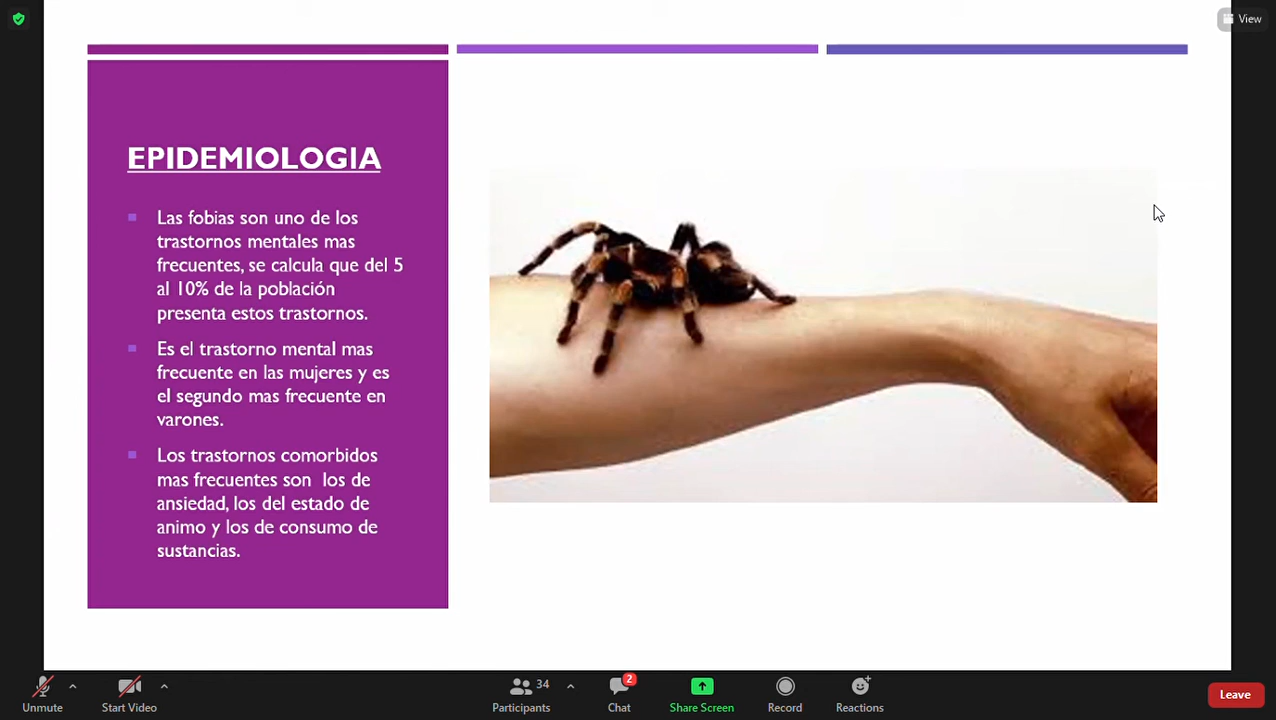 View
EPIDEMIOLOGIA
Las fobias son uno de los
trastornos mentales mas
frecuentes, se calcula que del 5
al 10% de la población
presenta estos trastornos.
Es el trastorno mental mas
frecuente en las mujeres y es
el segundo mas frecuente en
varones.
Los trastornos comorbidos
mas frecuentes son los de
ansiedad, los del estado de
animo y los de consumo de
sustancias.
34
2
Unmute
Start Video
Participants
Chat
Share Screen
Record
Reactions
Leave